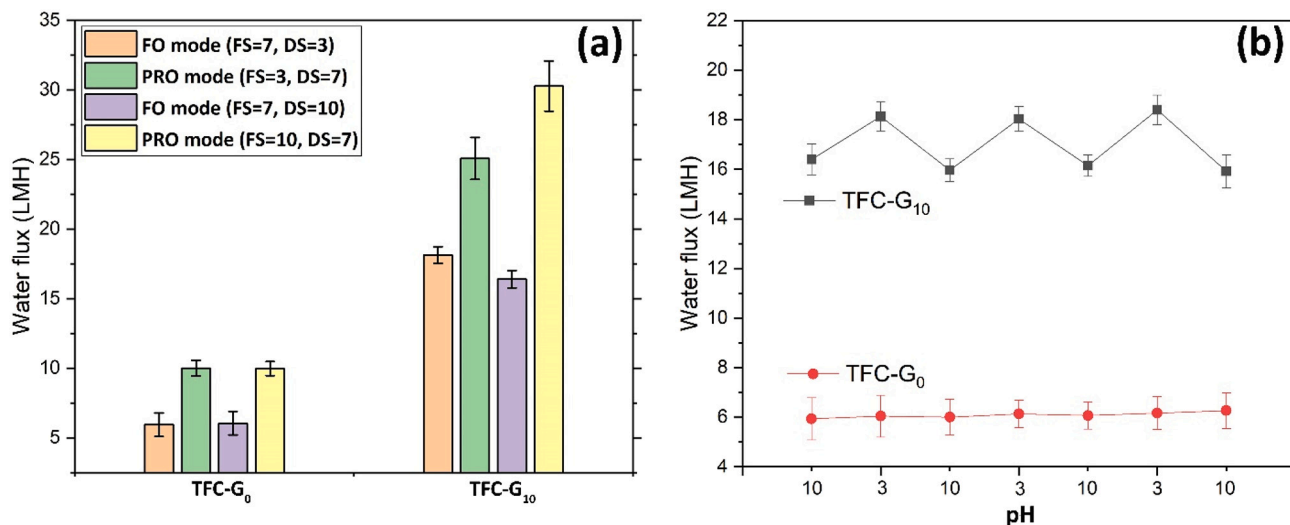 (a)
FO mode (FS=7, DS=3)
PRO mode (FS=3, DS=7)
FO mode (FS=7, DS=10)
PRO mode (FS=10, DS=7)
Water flux (LMH)
35
30
25
20
15
10
5
TFC-G₀
TFC-G₁₀
(b)
Water flux (LMH)
22
20
18
16
14
12
10
8
6
4
TFC-G₁₀
TFC-G₀
10 3 10 3 10 3 10
pH